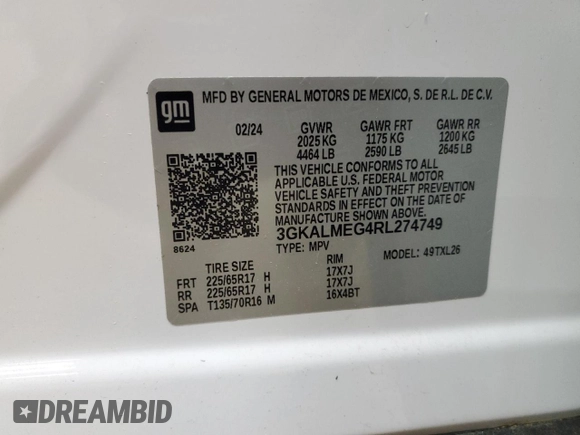 gm
MFD BY GENERAL MOTORS DE MEXICO, S. DE R.L. DE C.V.
02/24 GVWR GAWR FRT GAWR RR
2025 KG 1175 KG 1200 KG
4464 LB 2590 LB 2645 LB
THIS VEHICLE CONFORMS TO ALL
APPLICABLE U.S. FEDERAL MOTOR
VEHICLE SAFETY AND THEFT PREVENTION
STANDARDS IN EFFECT ON THE DATE OF
MANUFACTURE SHOWN ABOVE.
3GKALMEG4RL274749
8624
TYPE: MPV MODEL: 49TXL26
TIRE SIZE RIM
FRT 225/65R17 H 17X7J
RR 225/65R17 H 17X7J
SPA T135/70R16 M 16X4BT
DREAMBID